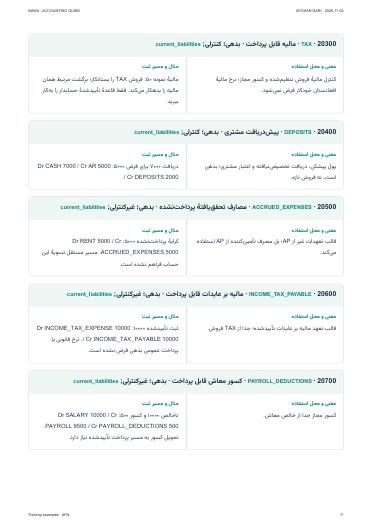 NAWA · ACCOUNTING GUIDE
AFGHAN DARI · 2026.11.02
20300 · TAX · مالیه قابل پرداخت · بدهی؛ کنترلی؛ current_liabilities
معنی و محل استفاده
کنترل مالیهٔ فروش تنظیم‌شده و کسور مجاز؛ نرخ مالیهٔ
افغانستان خودکار فرض نمی‌شود.
مثال و مسیر ثبت
مالیهٔ نمونه ۵۰: فروش TAX را بستانکار؛ برگشت مرتبط همان
مالیه را بدهکار می‌کند. فقط قاعدهٔ تأییدشدهٔ حسابدار را به‌کار
ببرید.
20400 · DEPOSITS · پیش‌دریافت مشتری · بدهی؛ کنترلی؛ current_liabilities
معنی و محل استفاده
پول پیشکی، دریافت تخصیص‌نیافته و اعتبار مشتری؛ بدهی
است، نه فروش تازه.
مثال و مسیر ثبت
دریافت ۷۰۰۰ برای قرض ۵۰۰۰: Dr CASH 7000 / Cr AR 5000
/ Cr DEPOSITS 2000.
20500 · ACCRUED_EXPENSES · مصارف تحقق‌یافتهٔ پرداخت‌نشده · بدهی؛ غیرکنترلی؛ current_liabilities
معنی و محل استفاده
قالب تعهدات غیر از AP؛ بل مصرف تأمین‌کننده از AP استفاده
می‌کند.
مثال و مسیر ثبت
کرایهٔ پرداخت‌نشده ۵۰۰۰: Dr RENT 5000 / Cr
ACCRUED_EXPENSES 5000. مسیر مستقل تسویهٔ این
حساب فراهم نشده است.
20600 · INCOME_TAX_PAYABLE · مالیه بر عایدات قابل پرداخت · بدهی؛ غیرکنترلی؛ current_liabilities
معنی و محل استفاده
قالب تعهد مالیه بر عایدات تأییدشده؛ جدا از TAX فروش.
مثال و مسیر ثبت
ثبت تأییدشده ۱۰۰۰۰: Dr INCOME_TAX_EXPENSE 10000
/ Cr INCOME_TAX_PAYABLE 10000. نرخ قانونی یا
پرداخت عمومی بدهی فرض نشده است.
20700 · PAYROLL_DEDUCTIONS · کسور معاش قابل پرداخت · بدهی؛ غیرکنترلی؛ current_liabilities
معنی و محل استفاده
کسور مجاز جدا از خالص معاش.
مثال و مسیر ثبت
ناخالص ۱۰۰۰۰ و کسور ۵۰۰: Dr SALARY 10000 / Cr
PAYROLL 9500 / Cr PAYROLL_DEDUCTIONS 500.
تحویل کسور به مسیر پرداخت تأییدشده نیاز دارد.
Training examples · AFN